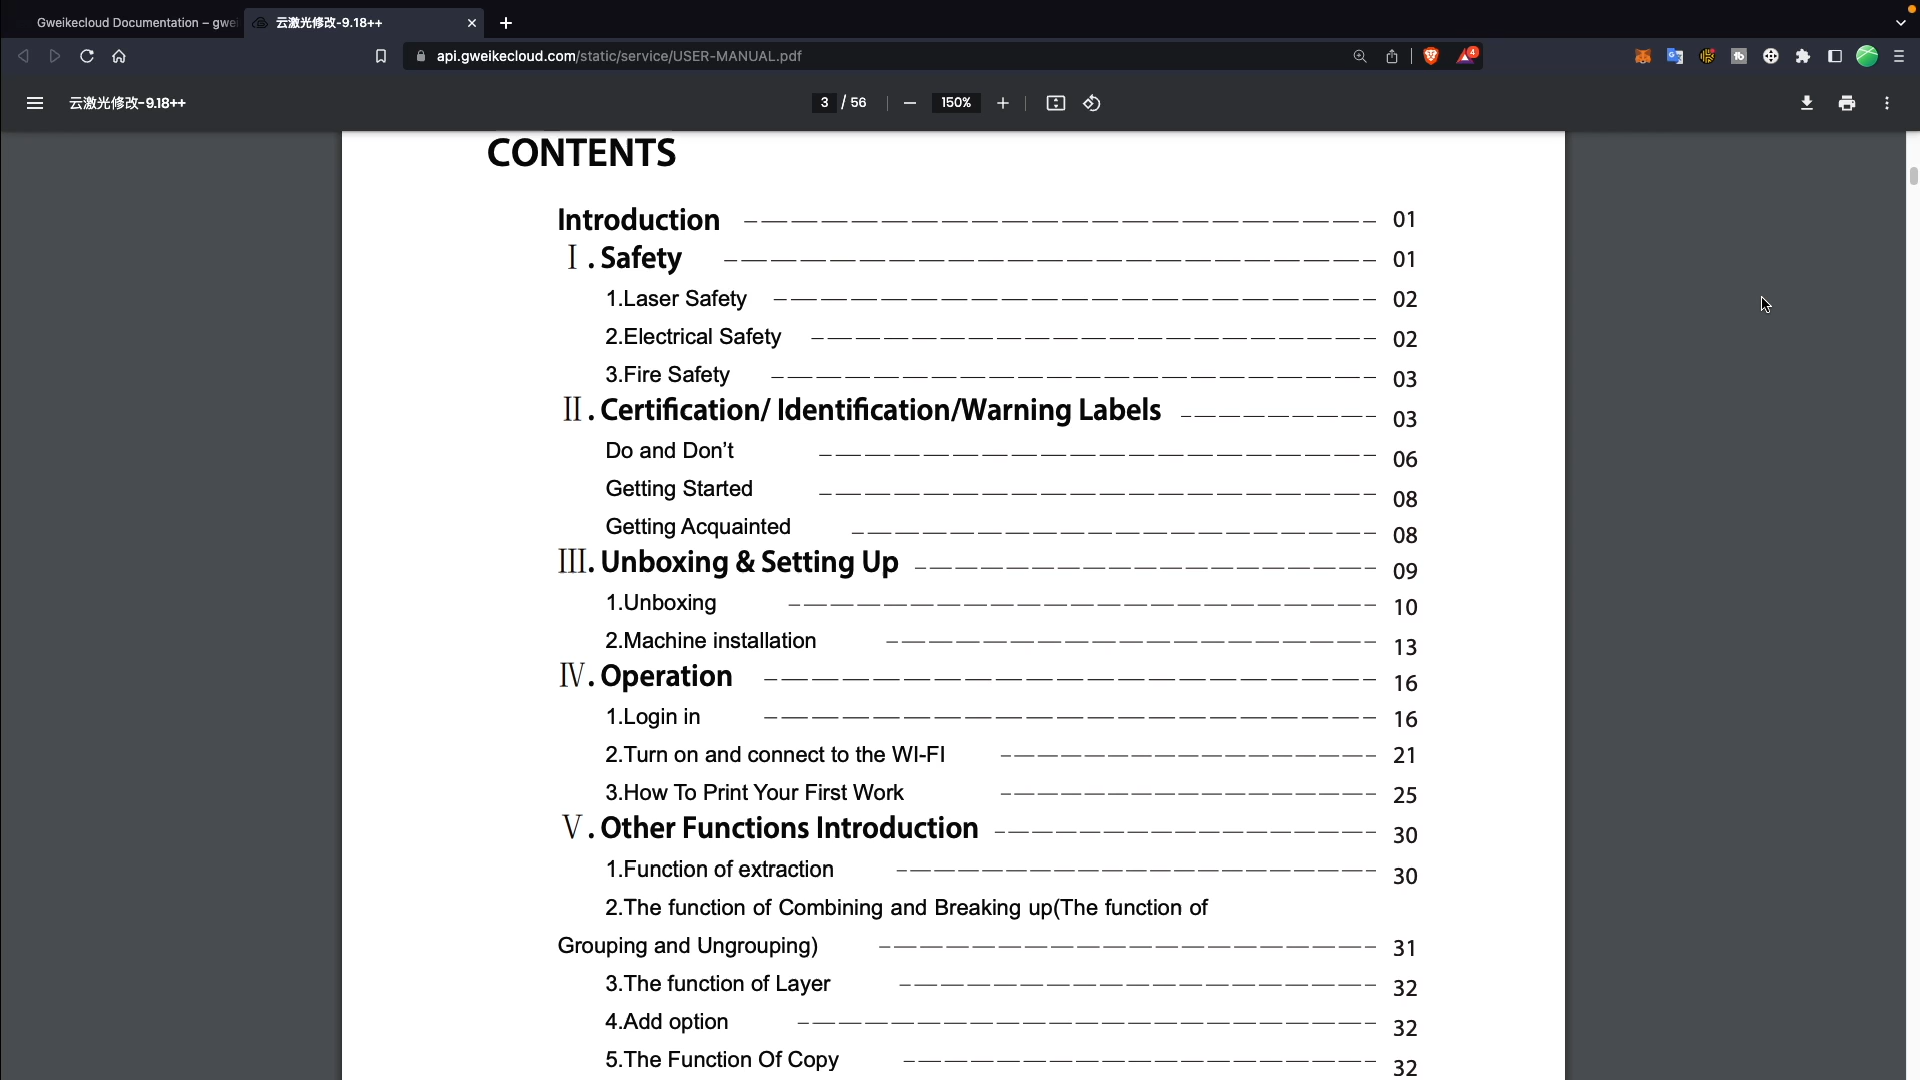 Gweikecloud Documentation – gwei
云激光修改-9.18++
api.gweikecloud.com/static/service/USER-MANUAL.pdf
4
云激光修改-9.18++
3 / 56
150%
CONTENTS
Introduction 01
Ⅰ. Safety 01
1.Laser Safety 02
2.Electrical Safety 02
3.Fire Safety 03
Ⅱ. Certification/ Identification/Warning Labels 03
Do and Don’t 06
Getting Started 08
Getting Acquainted 08
Ⅲ. Unboxing & Setting Up 09
1.Unboxing 10
2.Machine installation 13
Ⅳ. Operation 16
1.Login in 16
2.Turn on and connect to the WI-FI 21
3.How To Print Your First Work 25
Ⅴ. Other Functions Introduction 30
1.Function of extraction 30
2.The function of Combining and Breaking up(The function of
Grouping and Ungrouping) 31
3.The function of Layer 32
4.Add option 32
5.The Function Of Copy 32